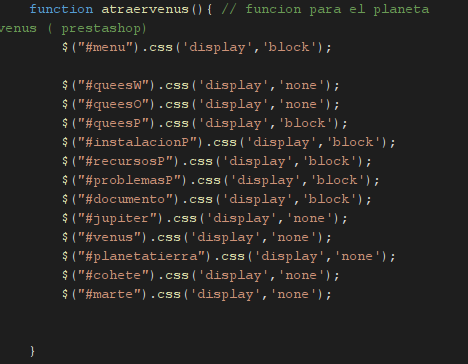 function atraervenus(){ // funcion para el planeta
venus ( prestashop)
$("#menu").css('display','block');
$("#queesW").css('display','none');
$("#queesO").css('display','none');
$("#queesP").css('display','block');
$("#instalacionP").css('display','block');
$("#recursosP").css('display','block');
$("#problemasP").css('display','block');
$("#documento").css('display','block');
$("#jupiter").css('display','none');
$("#venus").css('display','none');
$("#planetatierra").css('display','none');
$("#cohete").css('display','none');
$("#marte").css('display','none');
}